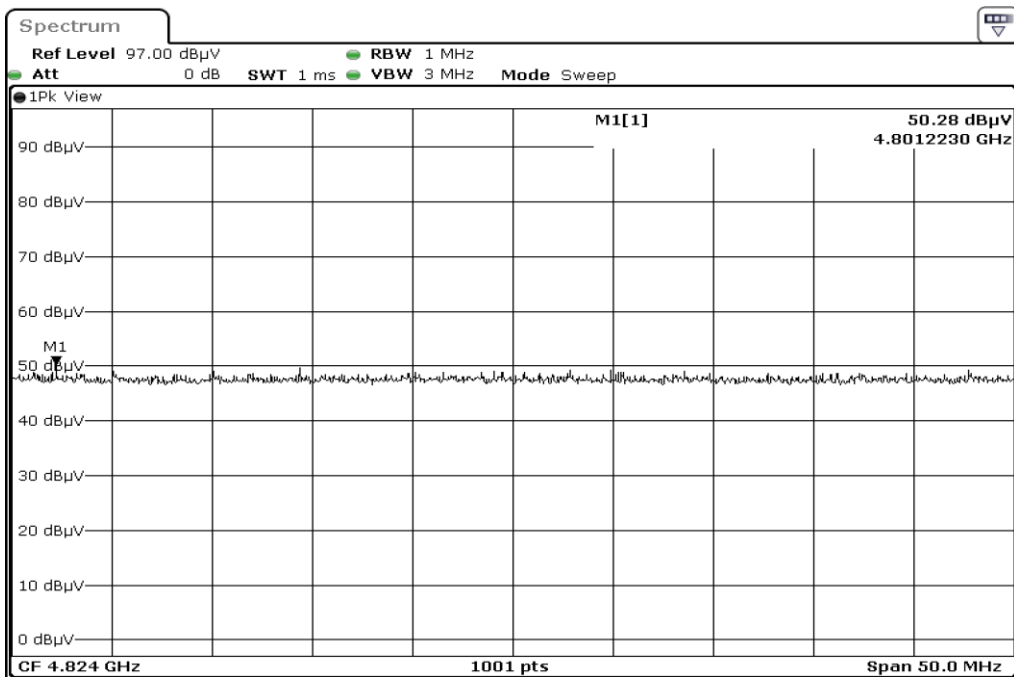 Spectrum
Ref Level 97.00 dBµV RBW 1 MHz
Att 0 dB SWT 1 ms VBW 3 MHz Mode Sweep
1Pk View
M1[1] 50.28 dBµV
4.8012230 GHz
90 dBµV
80 dBµV
70 dBµV
60 dBµV
M1
50 dBµV
40 dBµV
30 dBµV
20 dBµV
10 dBµV
0 dBµV
CF 4.824 GHz 1001 pts Span 50.0 MHz